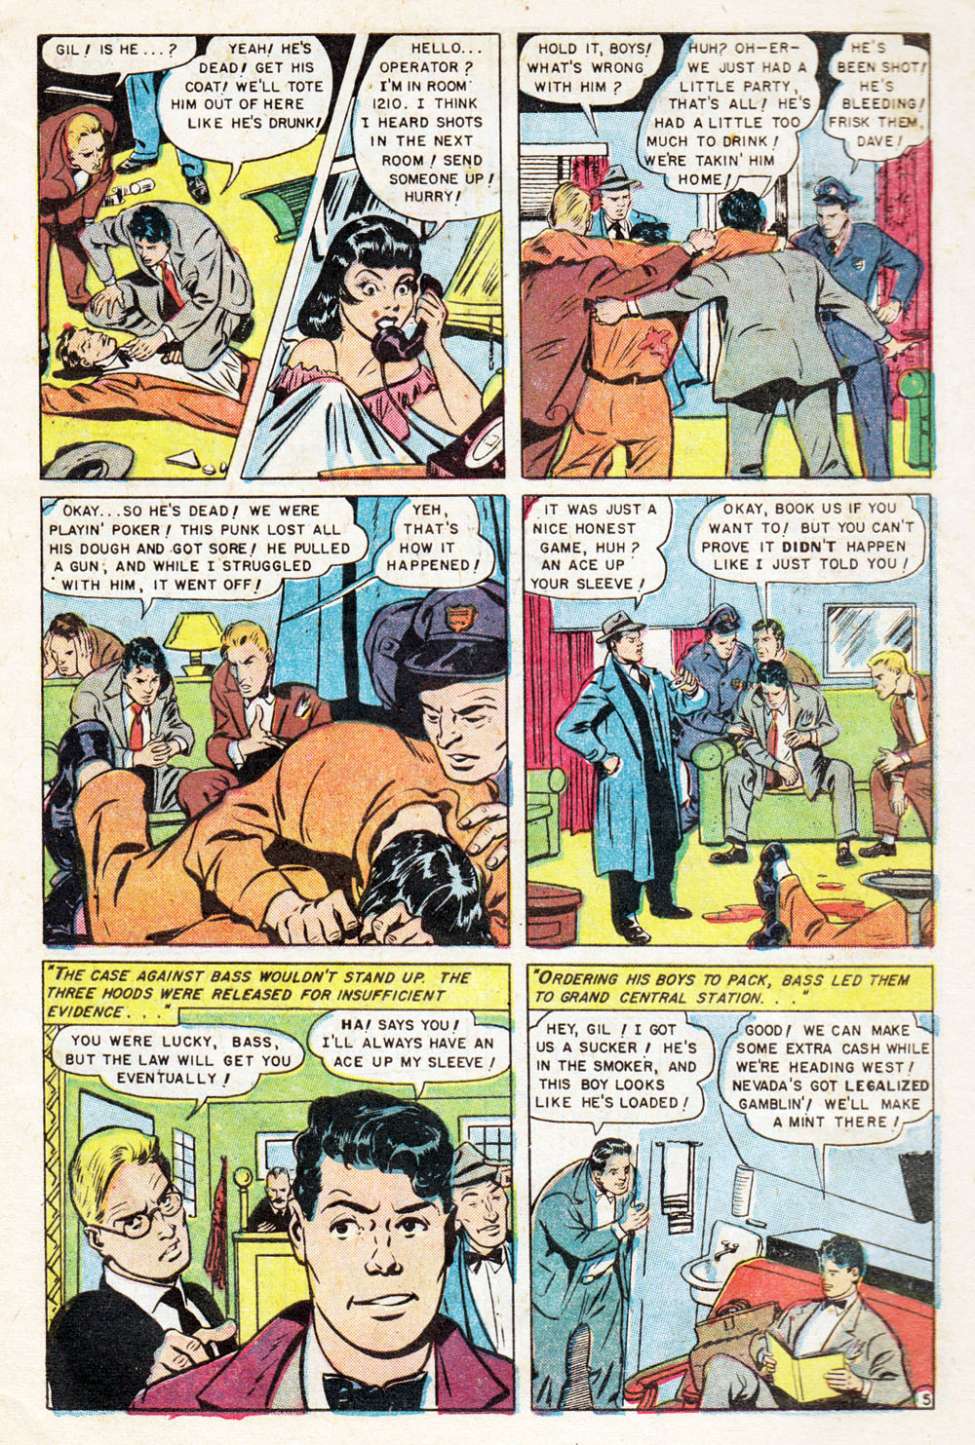 GIL! IS HE...?
YEAH! HE'S
DEAD! GET HIS
COAT! WE'LL TOTE
HIM OUT OF HERE
LIKE HE'S DRUNK!
HELLO...
OPERATOR?
I'M IN ROOM
1210. I THINK
I HEARD SHOTS
IN THE NEXT
ROOM! SEND
SOMEONE UP!
HURRY!
HOLD IT, BOYS!
WHAT'S WRONG
WITH HIM?
HUH? OH-ER-
WE JUST HAD A
LITTLE PARTY,
THAT'S ALL! HE'S
HAD A LITTLE TOO
MUCH TO DRINK!
WE'RE TAKIN' HIM
HOME!
HE'S
BEEN SHOT!
HE'S
BLEEDING!
FRISK THEM,
DAVE!
OKAY...SO HE'S DEAD! WE WERE
PLAYIN' POKER! THIS PUNK LOST ALL
HIS DOUGH AND GOT SORE! HE PULLED
A GUN, AND WHILE I STRUGGLED
WITH HIM, IT WENT OFF!
YEH,
THAT'S
HOW IT
HAPPENED!
IT WAS JUST A
NICE HONEST
GAME, HUH?
AN ACE UP
YOUR SLEEVE!
OKAY, BOOK US IF YOU
WANT TO! BUT YOU CAN'T
PROVE IT DIDN'T HAPPEN
LIKE I JUST TOLD YOU!
"THE CASE AGAINST BASS WOULDN'T STAND UP. THE
THREE HOODS WERE RELEASED FOR INSUFFICIENT
EVIDENCE..."
YOU WERE LUCKY, BASS,
BUT THE LAW WILL GET YOU
EVENTUALLY!
HA! SAYS YOU!
I'LL ALWAYS HAVE AN
ACE UP MY SLEEVE!
"ORDERING HIS BOYS TO PACK, BASS LED THEM
TO GRAND CENTRAL STATION..."
HEY, GIL! I GOT
US A SUCKER! HE'S
IN THE SMOKER, AND
THIS BOY LOOKS
LIKE HE'S LOADED!
GOOD! WE CAN MAKE
SOME EXTRA CASH WHILE
WE'RE HEADING WEST!
NEVADA'S GOT LEGALIZED
GAMBLIN'! WE'LL MAKE
A MINT THERE!
5